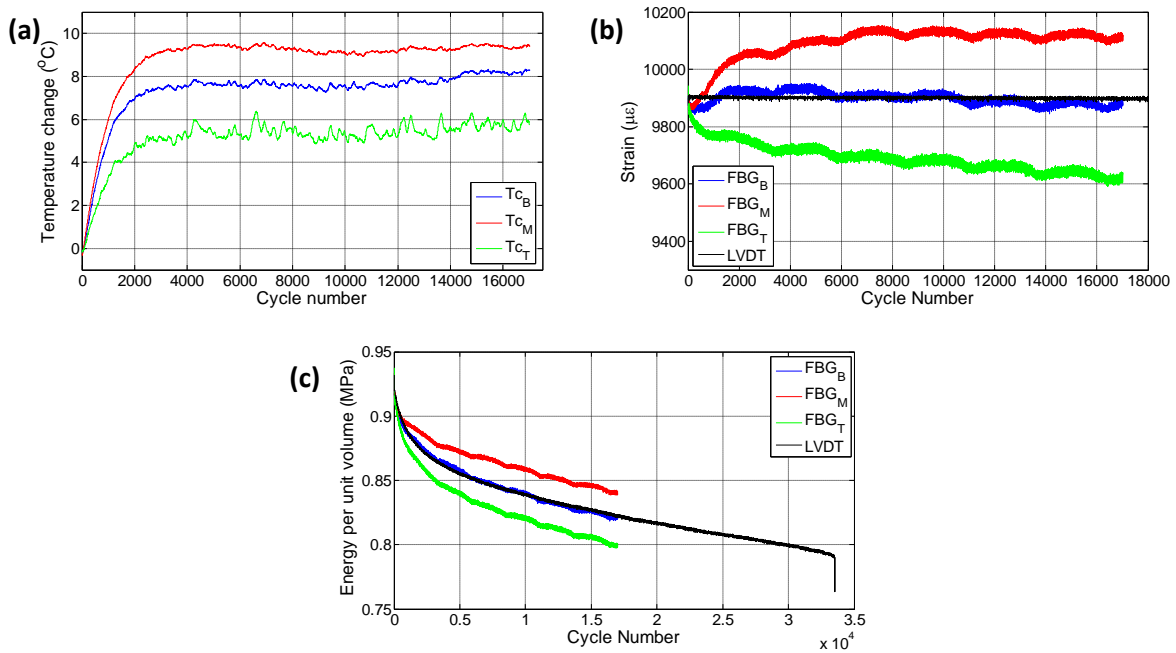 (a)
10
8
6
4
2
0
Temperature change (°C)
0 2000 4000 6000 8000 10000 12000 14000 16000
Cycle number
Tc_B
Tc_M
Tc_T
(b)
10200
10000
9800
9600
9400
Strain (με)
0 2000 4000 6000 8000 10000 12000 14000 16000 18000
Cycle Number
FBG_B
FBG_M
FBG_T
LVDT
(c)
0.95
0.9
0.85
0.8
0.75
Energy per unit volume (MPa)
0 0.5 1 1.5 2 2.5 3 3.5
x 10^4
Cycle Number
FBG_B
FBG_M
FBG_T
LVDT